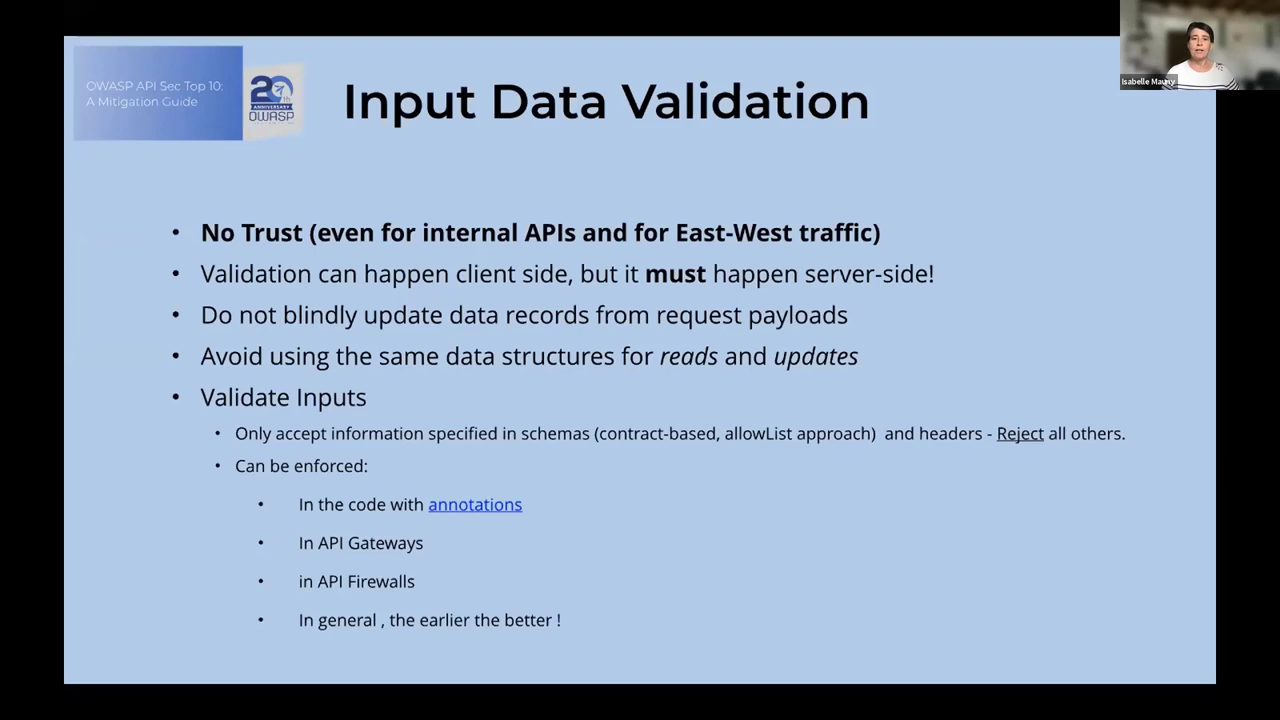 OWASP API Sec Top 10:
A Mitigation Guide
20th
ANNIVERSARY
OWASP
Input Data Validation
Isabelle Mauny
• No Trust (even for internal APIs and for East-West traffic)
• Validation can happen client side, but it must happen server-side!
• Do not blindly update data records from request payloads
• Avoid using the same data structures for reads and updates
• Validate Inputs
• Only accept information specified in schemas (contract-based, allowList approach)  and headers - Reject all others.
• Can be enforced:
• In the code with annotations
• In API Gateways
• in API Firewalls
• In general , the earlier the better !